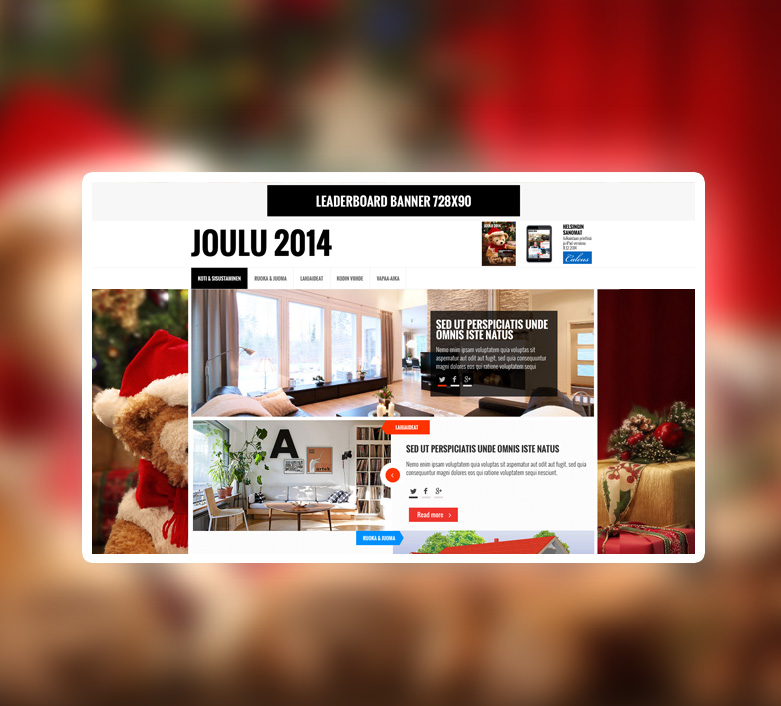 LEADERBOARD BANNER 728X90
JOULU 2014
JOULU 2014
HELSINGIN
SANOMAT
KOTI & SISUSTAMINEN
RUOKA & JUOMA
LAHJAIDEAT
KODIN VIIHDE
VAPAA-AIKA
SED UT PERSPICIATIS UNDE
OMNIS ISTE NATUS
Nemo enim ipsam voluptatem quia voluptas sit
aspernatur aut odit aut fugit, sed quia consequuntur
magni dolores eos qui ratione voluptatem sequi
LAHJAIDEAT
A
SED UT PERSPICIATIS UNDE OMNIS ISTE NATUS
Nemo enim ipsam voluptatem quia voluptas sit aspernatur aut odit aut fugit, sed quia
consequuntur magni dolores eos qui ratione voluptatem sequi nesciunt.
Read more
RUOKA & JUOMA